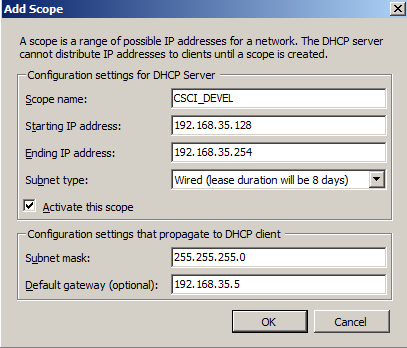 Add Scope
A scope is a range of possible IP addresses for a network. The DHCP server
cannot distribute IP addresses to clients until a scope is created.
Configuration settings for DHCP Server
Scope name: CSCI_DEVEL
Starting IP address: 192.168.35.128
Ending IP address: 192.168.35.254
Subnet type: Wired (lease duration will be 8 days)
Activate this scope
Configuration settings that propagate to DHCP client
Subnet mask: 255.255.255.0
Default gateway (optional): 192.168.35.5
OK Cancel